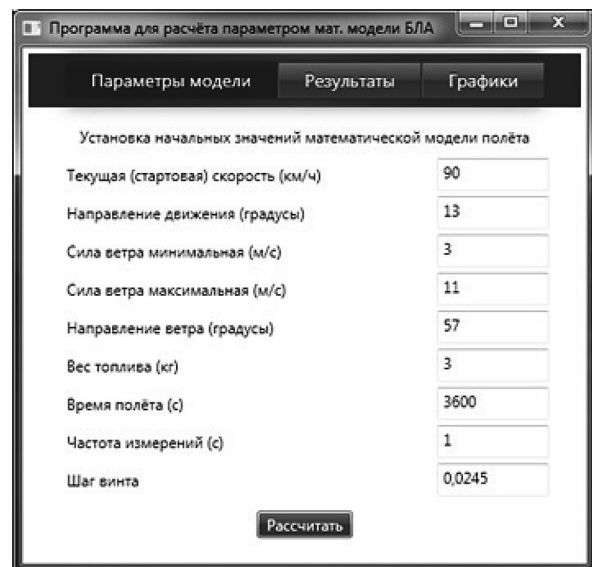 Программа для расчёта параметром мат. модели БЛА
Параметры модели Результаты Графики
Установка начальных значений математической модели полёта
Текущая (стартовая) скорость (км/ч) 90
Направление движения (градусы) 13
Сила ветра минимальная (м/с) 3
Сила ветра максимальная (м/с) 11
Направление ветра (градусы) 57
Вес топлива (кг) 3
Время полёта (с) 3600
Частота измерений (с) 1
Шаг винта 0,0245
Рассчитать